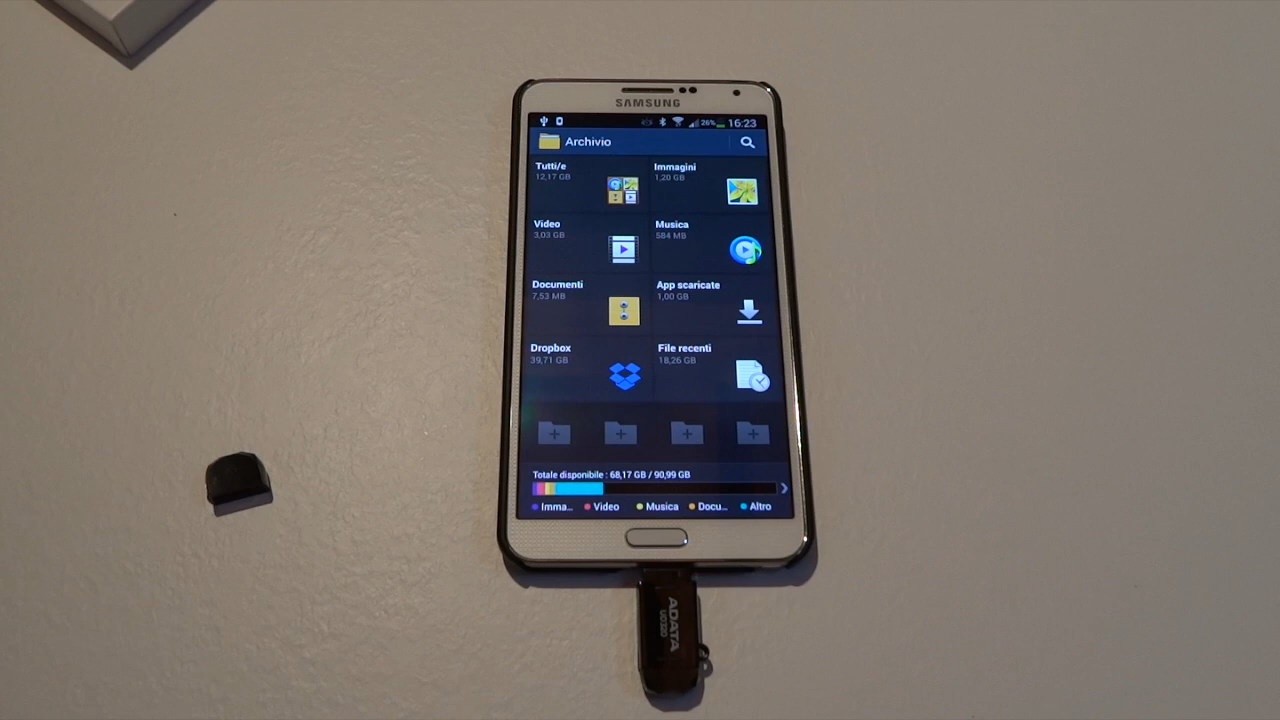 SAMSUNG
26% 16:23
Archivio
Tutti/e
12,17 GB
Immagini
1,20 GB
Video
3,03 GB
Musica
584 MB
Documenti
7,53 MB
App scaricate
1,00 GB
Dropbox
39,71 GB
File recenti
18,26 GB
Totale disponibile : 68,17 GB / 90,99 GB
Imma.. Video Musica Docu... Altro
ADATA
UD320